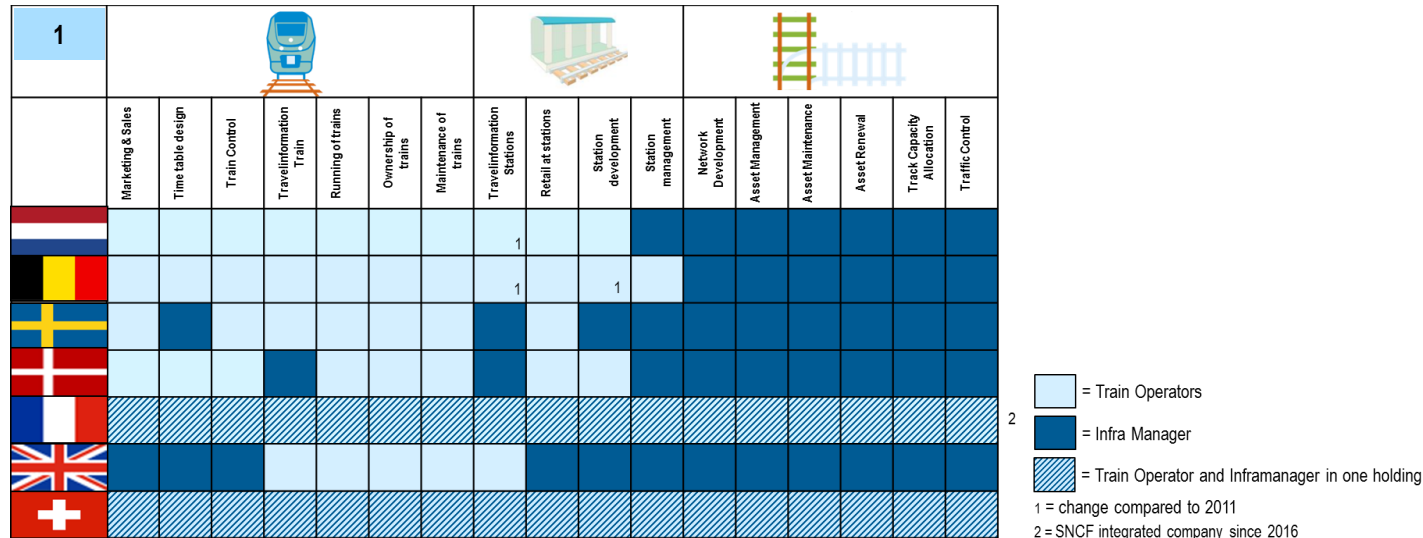 1
Marketing & Sales
Time table design
Train Control
Travelinformation
Train
Running of trains
Ownership of
trains
Maintenance of
trains
Travelinformation
Stations
Retail at stations
Station
development
Station
management
Network
Development
Asset Management
Asset Maintenance
Asset Renewal
Track Capacity
Allocation
Traffic Control
1
1
1
2
= Train Operators
= Infra Manager
= Train Operator and Inframanager in one holding
1 = change compared to 2011
2 = SNCF integrated company since 2016